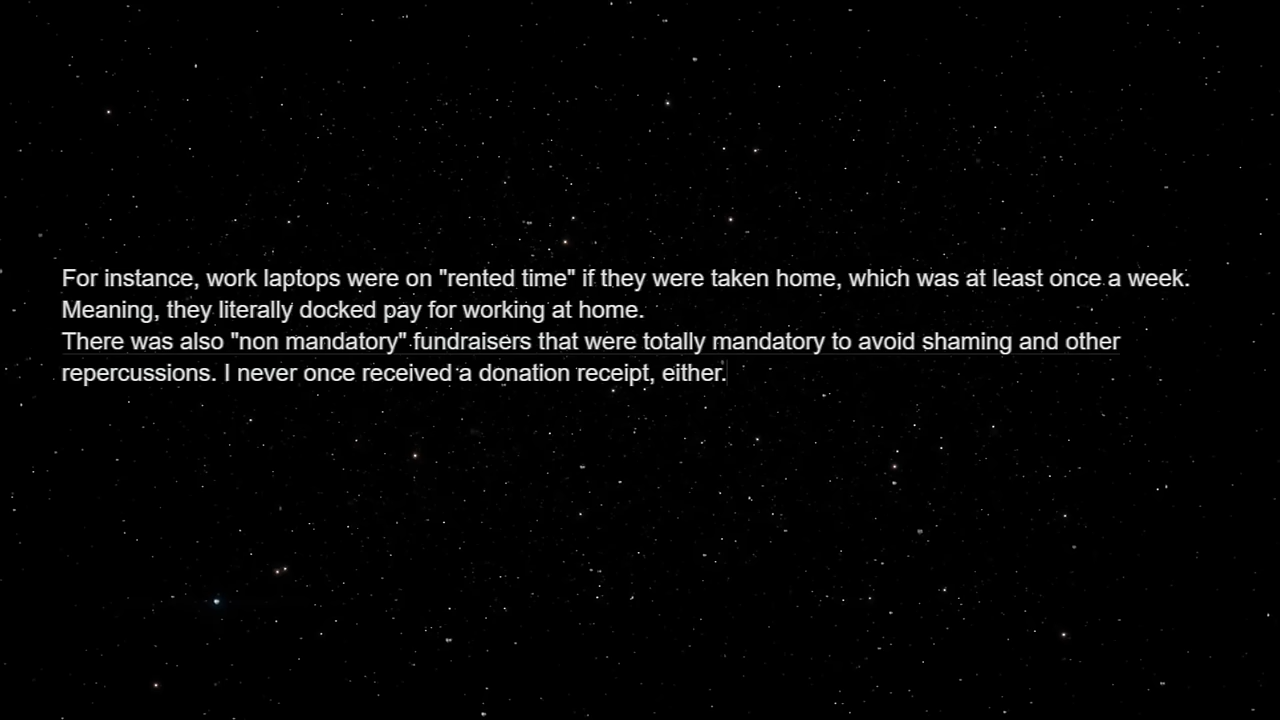 For instance, work laptops were on "rented time" if they were taken home, which was at least once a week.
Meaning, they literally docked pay for working at home.
There was also "non mandatory" fundraisers that were totally mandatory to avoid shaming and other
repercussions. I never once received a donation receipt, either.